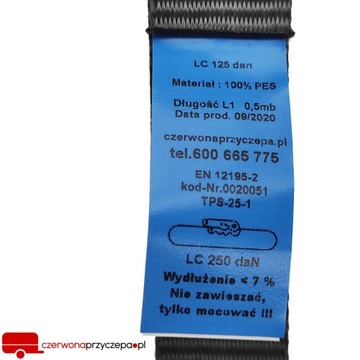 LC 125 dan
Materiał : 100% PES
Długość L1 0,5mb
Data prod. 09/2020
czerwonaprzyczepa.pl
tel.600 665 775
EN 12195-2
kod-Nr.0020051
TPS-25-1
LC 250 daN
Wydłużenie < 7 %
Nie zawieszać,
tylko mocować !!!
czerwonaprzyczepa.pl